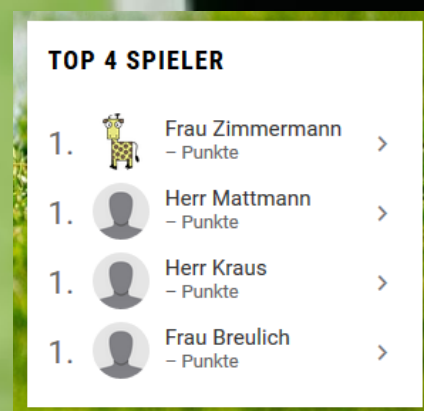 TOP 4 SPIELER
1.
Frau Zimmermann
– Punkte
1.
Herr Mattmann
– Punkte
1.
Herr Kraus
– Punkte
1.
Frau Breulich
– Punkte